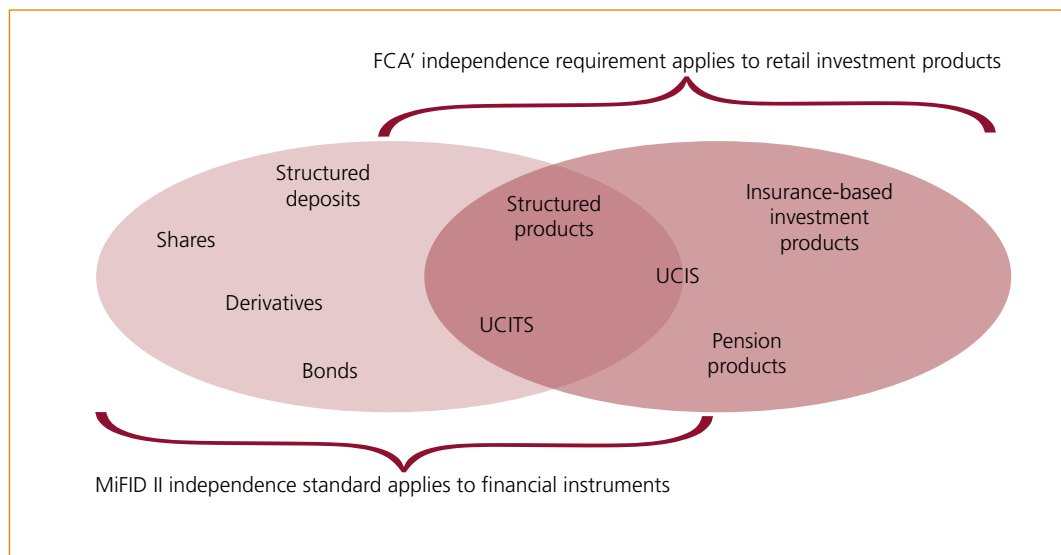 FCA’ independence requirement applies to retail investment products
Structured
deposits
Shares
Derivatives
Bonds
Structured
products
UCITS
UCIS
Insurance-based
investment
products
Pension
products
MiFID II independence standard applies to financial instruments